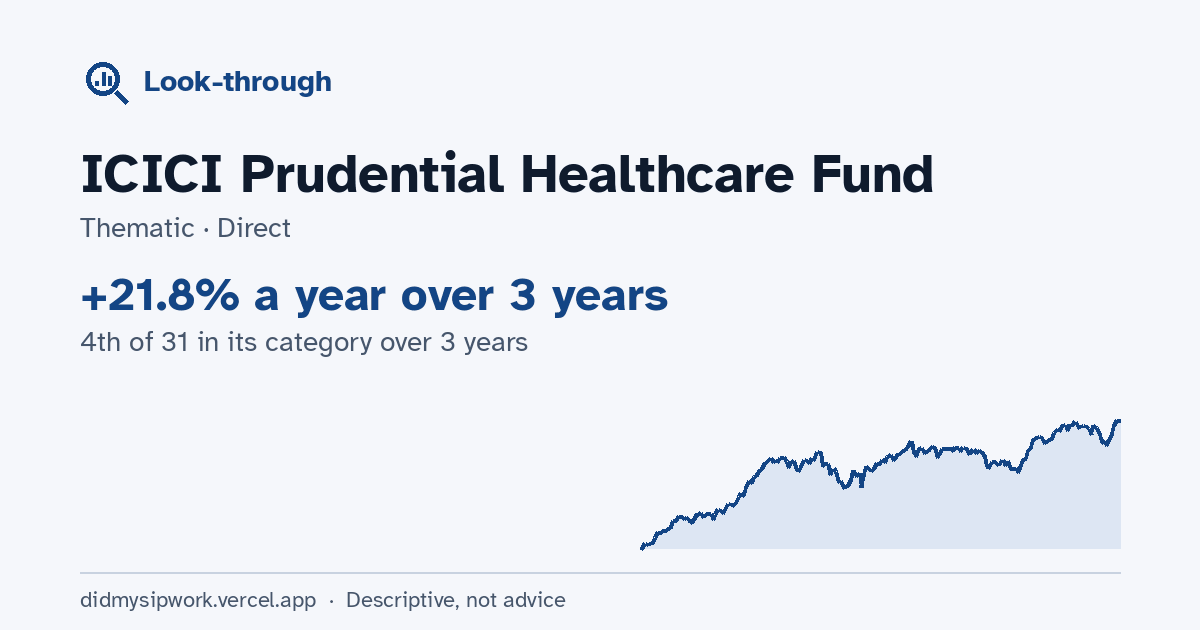 Look-through
ICICI Prudential Healthcare Fund
Thematic · Direct
+21.8% a year over 3 years
4th of 31 in its category over 3 years
didmysipwork.vercel.app · Descriptive, not advice